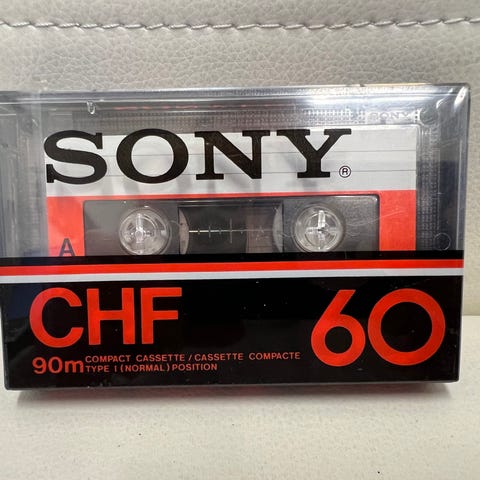 SONY®
A
CHF 60
90m COMPACT CASSETTE / CASSETTE COMPACTE
TYPE I (NORMAL) POSITION